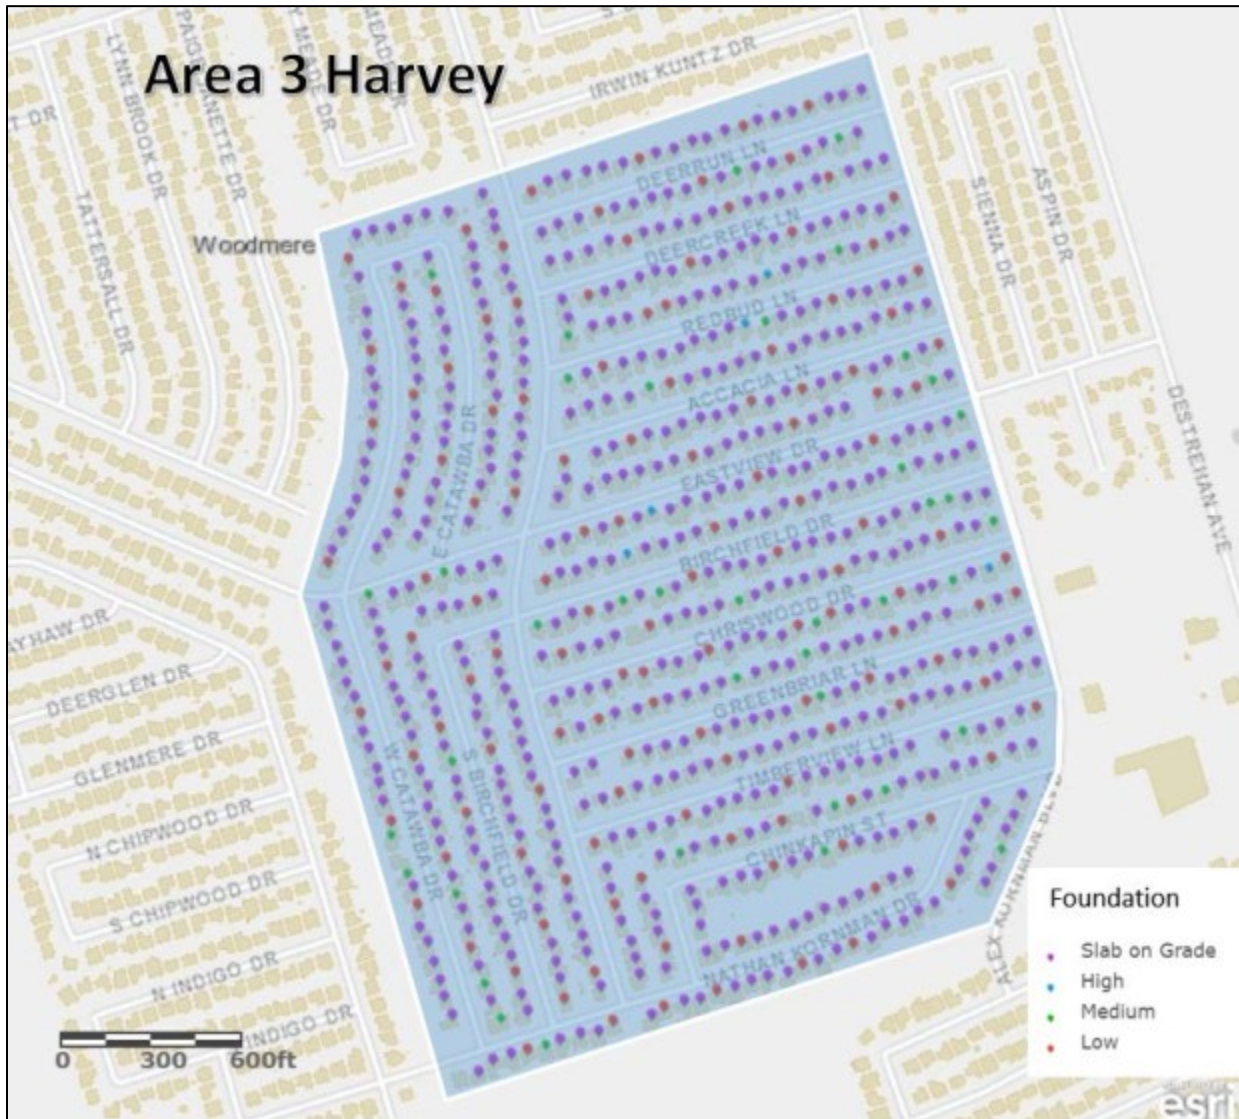 Area 3 Harvey
IRWIN KUNTZ DR
LYNN BROOK DR
TATTERSALL DR
Woodmere
DEERRUN LN
DEERCREEK LN
SIENNA DR
ASPIN DR
REDBUD LN
ACCACIA LN
DESTREHAN AVE
E CATAWBA DR
EASTVIEW DR
BIRCHFIELD DR
CHRISWOOD DR
DEERGLEN DR
GREENBRIAR LN
GLENMERE DR
W CATAWBA DR
S BIRCHFIELD DR
TIMBERVIEW LN
N CHIPWOOD DR
CHINKAPIN ST
S CHIPWOOD DR
NATHAN KORNMAN DR
N INDIGO DR
INDIGO DR
Foundation
Slab on Grade
High
Medium
Low
0 300 600ft
esri